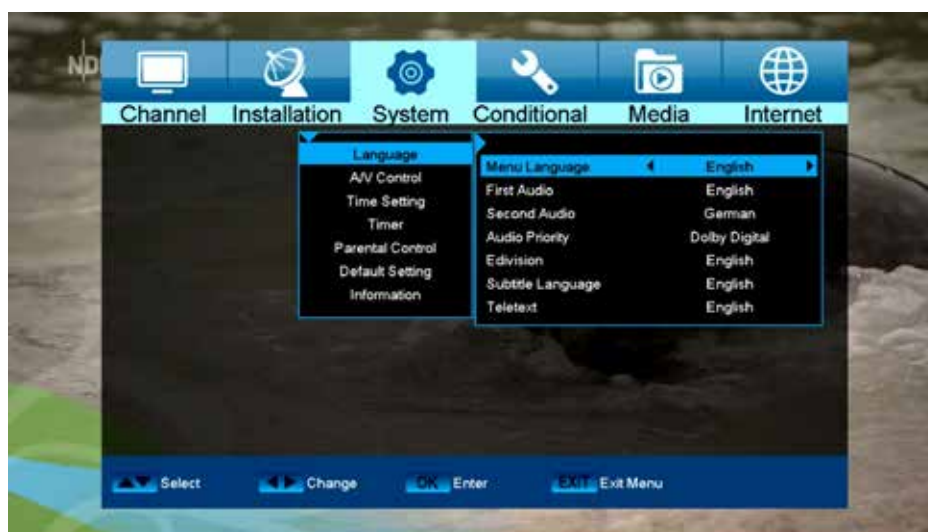 ND
Channel Installation System Conditional Media Internet
Language
A/V Control
Time Setting
Timer
Parental Control
Default Setting
Information
Menu Language English
First Audio English
Second Audio German
Audio Priority Dolby Digital
Edivision English
Subtitle Language English
Teletext English
Select Change OK Enter EXIT Exit Menu